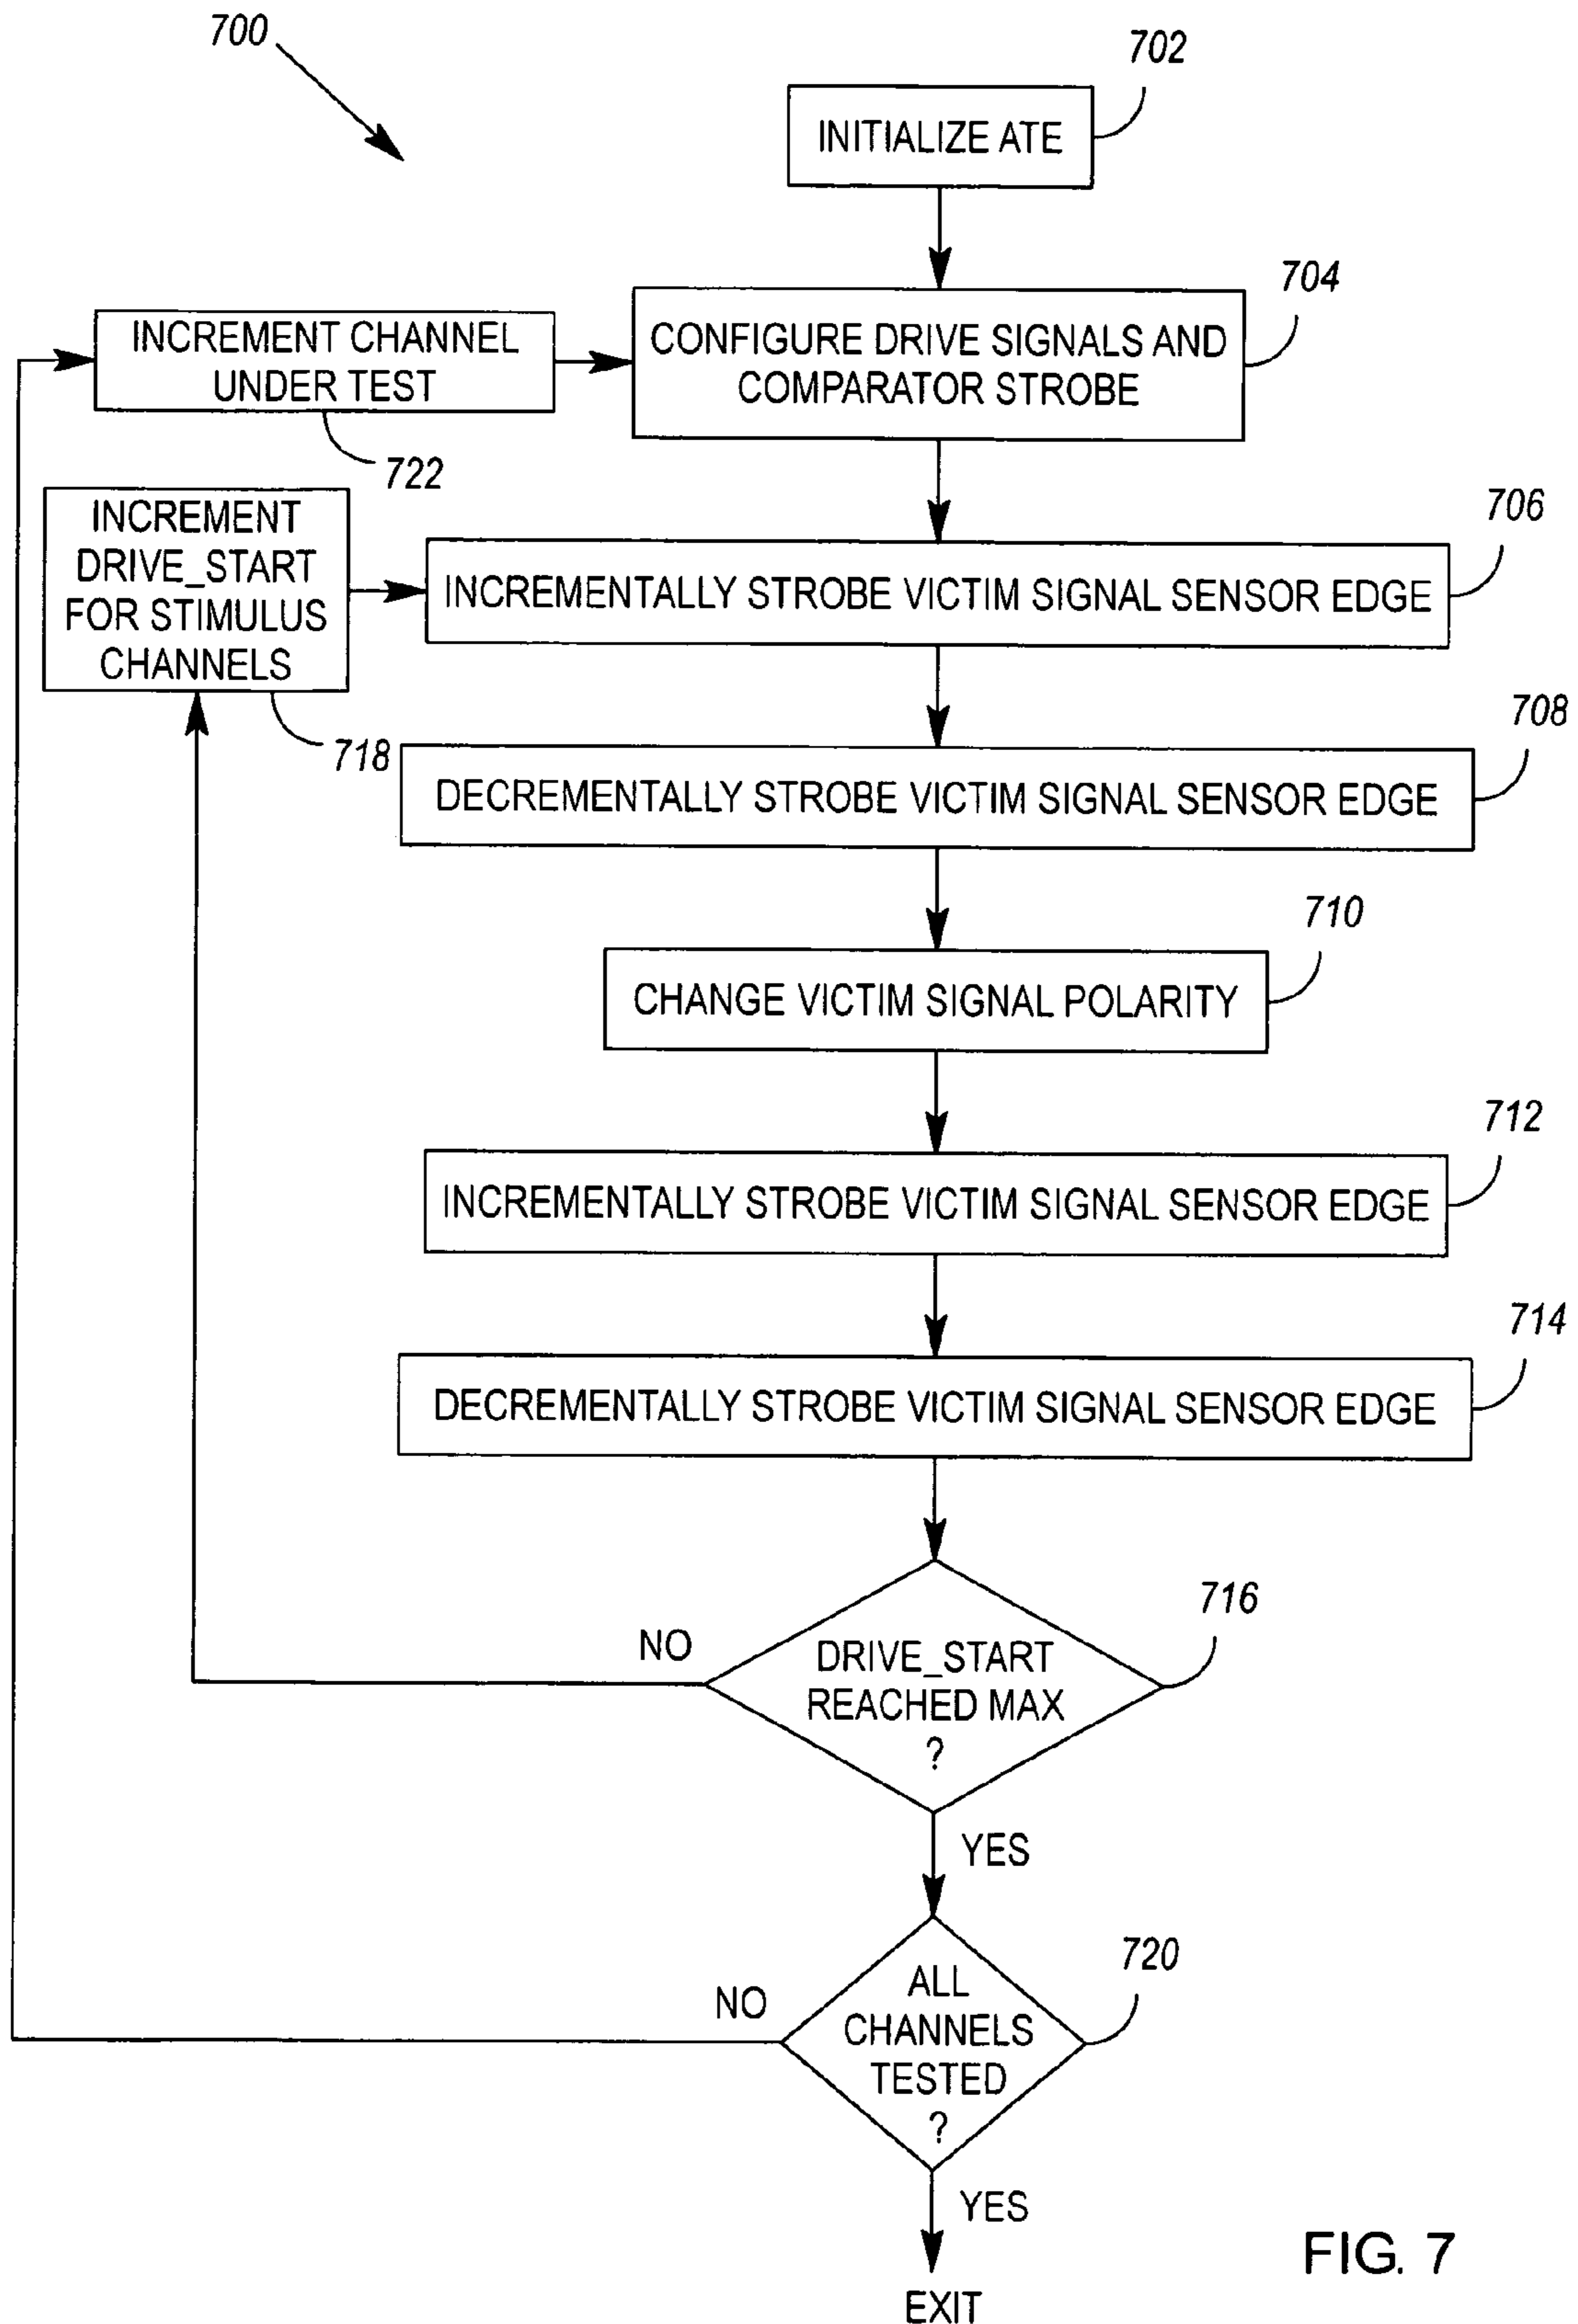 700
702
INITIALIZE ATE
704
CONFIGURE DRIVE SIGNALS AND
COMPARATOR STROBE
INCREMENT CHANNEL
UNDER TEST
722
706
INCREMENT
DRIVE_START
FOR STIMULUS
CHANNELS
718
INCREMENTALLY STROBE VICTIM SIGNAL SENSOR EDGE
708
DECREMENTALLY STROBE VICTIM SIGNAL SENSOR EDGE
710
CHANGE VICTIM SIGNAL POLARITY
712
INCREMENTALLY STROBE VICTIM SIGNAL SENSOR EDGE
714
DECREMENTALLY STROBE VICTIM SIGNAL SENSOR EDGE
716
NO
DRIVE_START
REACHED MAX
?
YES
720
NO
ALL
CHANNELS
TESTED
?
YES
EXIT
FIG. 7